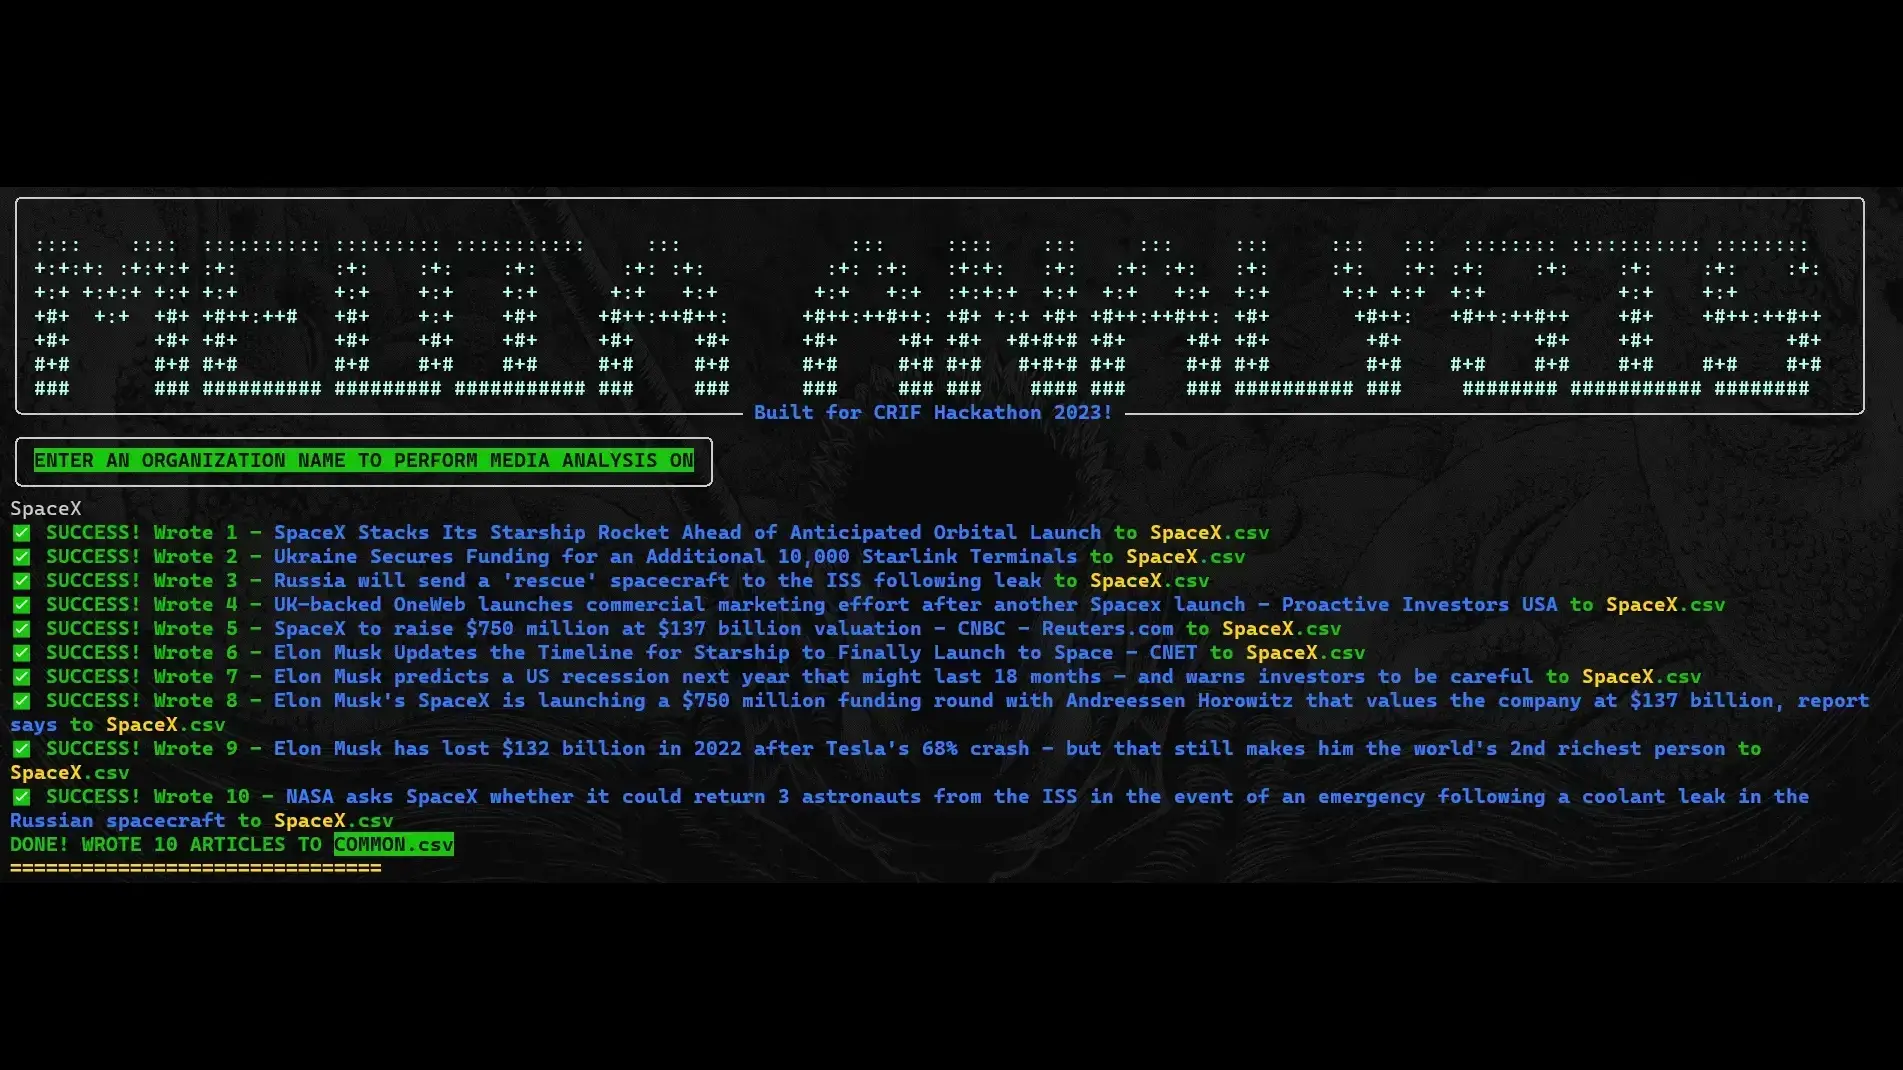 MEDIA ANALYSIS
Built for CRIF Hackathon 2023!
ENTER AN ORGANIZATION NAME TO PERFORM MEDIA ANALYSIS ON
SpaceX
✅ SUCCESS! Wrote 1 - SpaceX Stacks Its Starship Rocket Ahead of Anticipated Orbital Launch to SpaceX.csv
✅ SUCCESS! Wrote 2 - Ukraine Secures Funding for an Additional 10,000 Starlink Terminals to SpaceX.csv
✅ SUCCESS! Wrote 3 - Russia will send a 'rescue' spacecraft to the ISS following leak to SpaceX.csv
✅ SUCCESS! Wrote 4 - UK-backed OneWeb launches commercial marketing effort after another Spacex launch - Proactive Investors USA to SpaceX.csv
✅ SUCCESS! Wrote 5 - SpaceX to raise $750 million at $137 billion valuation - CNBC - Reuters.com to SpaceX.csv
✅ SUCCESS! Wrote 6 - Elon Musk Updates the Timeline for Starship to Finally Launch to Space - CNET to SpaceX.csv
✅ SUCCESS! Wrote 7 - Elon Musk predicts a US recession next year that might last 18 months — and warns investors to be careful to SpaceX.csv
✅ SUCCESS! Wrote 8 - Elon Musk's SpaceX is launching a $750 million funding round with Andreessen Horowitz that values the company at $137 billion, report
says to SpaceX.csv
✅ SUCCESS! Wrote 9 - Elon Musk has lost $132 billion in 2022 after Tesla's 68% crash — but that still makes him the world's 2nd richest person to
SpaceX.csv
✅ SUCCESS! Wrote 10 - NASA asks SpaceX whether it could return 3 astronauts from the ISS in the event of an emergency following a coolant leak in the
Russian spacecraft to SpaceX.csv
DONE! WROTE 10 ARTICLES TO COMMON.csv
===============================